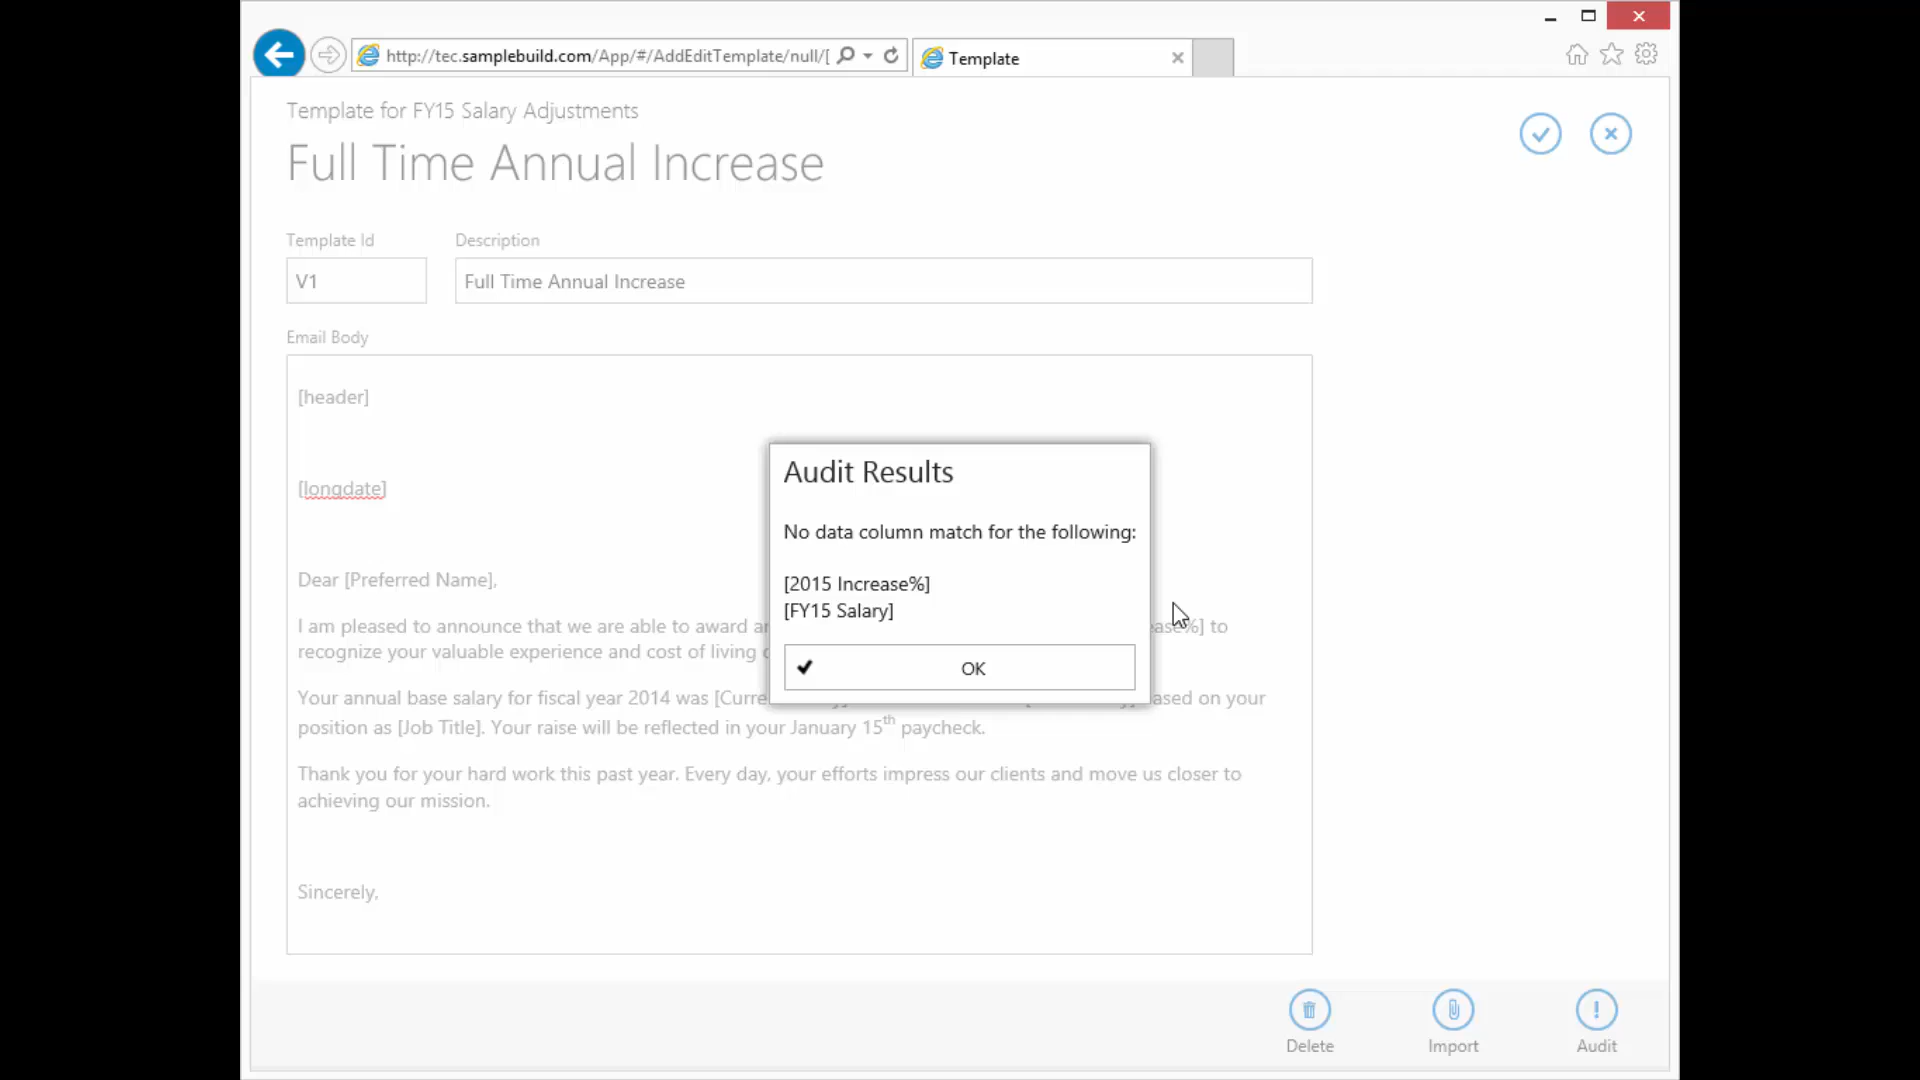 http://tec.samplebuild.com/App/#/AddEditTemplate/null/[
Template
Template for FY15 Salary Adjustments
Full Time Annual Increase
Template Id
Description
V1
Full Time Annual Increase
Email Body
[header]
[longdate]
Dear [Preferred Name],
I am pleased to announce that we are able to award
ease%] to
recognize your valuable experience and cost of living
Your annual base salary for fiscal year 2014 was [Curre
based on your
position as [Job Title]. Your raise will be reflected in your January 15th paycheck.
Thank you for your hard work this past year. Every day, your efforts impress our clients and move us closer to
achieving our mission.
Sincerely,
Audit Results
No data column match for the following:
[2015 Increase%]
[FY15 Salary]
OK
Delete
Import
Audit